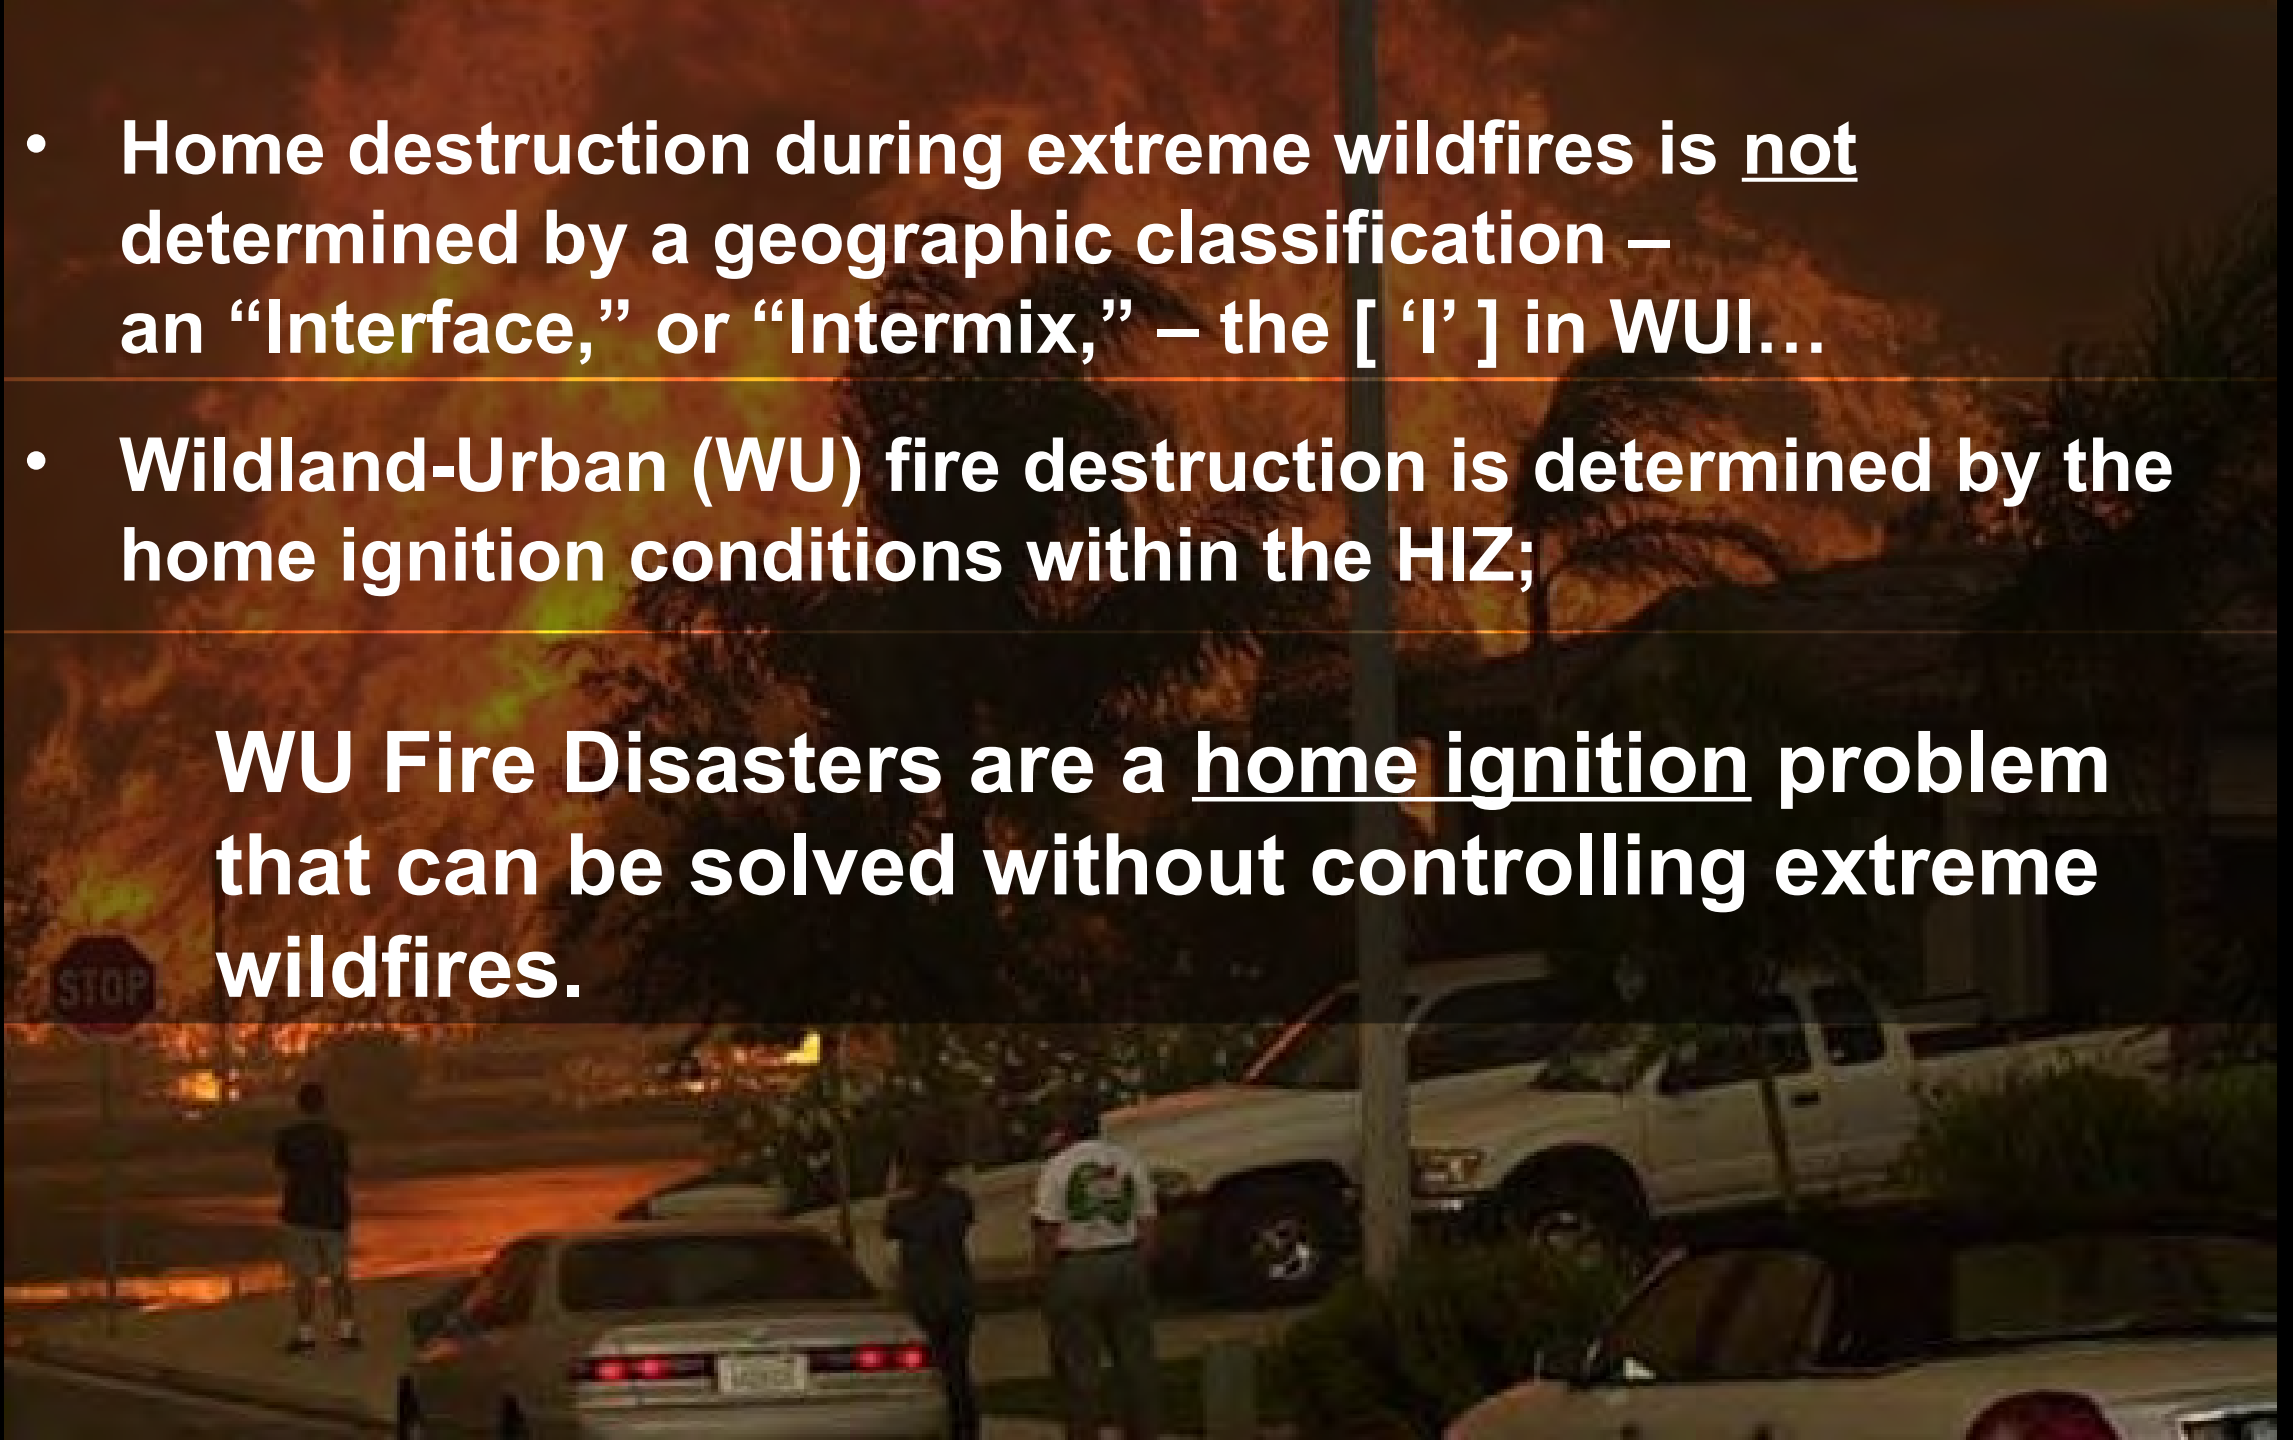 • Home destruction during extreme wildfires is not
determined by a geographic classification –
an “Interface,” or “Intermix,” – the [ ‘I’ ] in WUI…
• Wildland-Urban (WU) fire destruction is determined by the
home ignition conditions within the HIZ;
WU Fire Disasters are a home ignition problem
that can be solved without controlling extreme
wildfires.
STOP